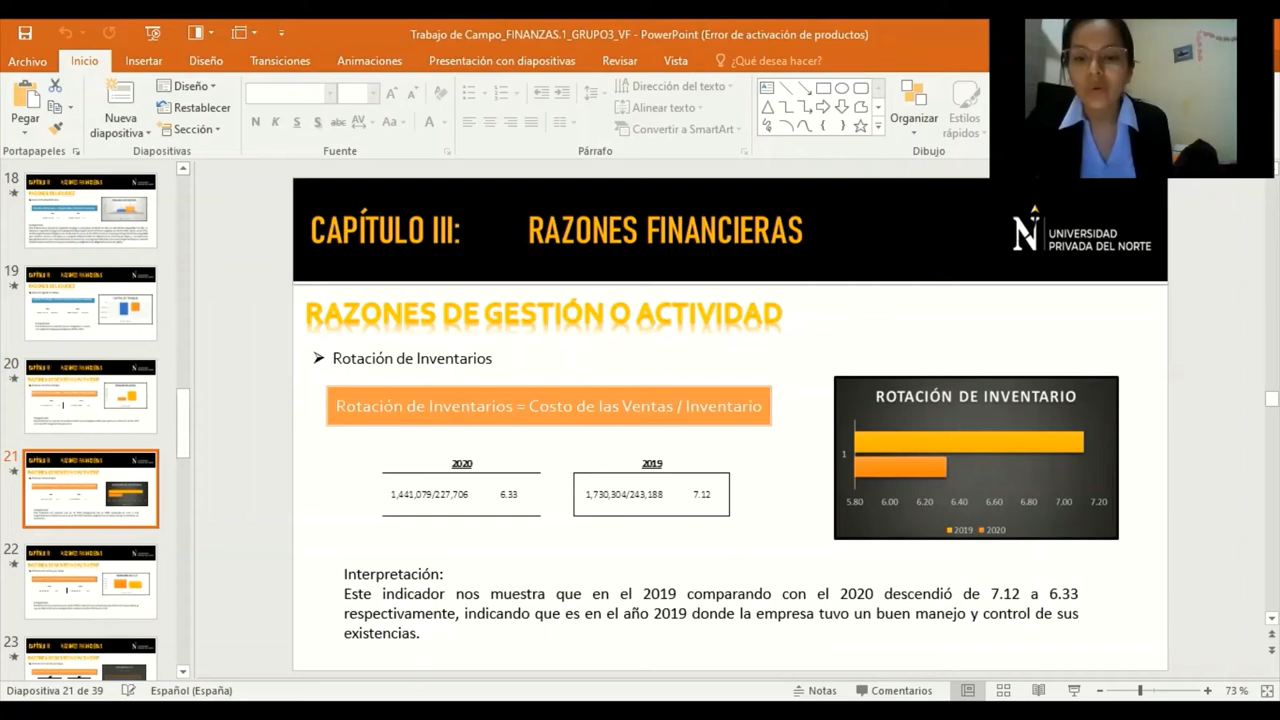 Trabajo de Campo_FINANZAS.1_GRUPO3_VF - PowerPoint (Error de activación de productos)
Archivo
Inicio
Insertar
Diseño
Transiciones
Animaciones
Presentación con diapositivas
Revisar
Vista
¿Qué desea hacer?
Pegar
Portapapeles
Nueva
diapositiva
Diseño
Restablecer
Sección
Diapositivas
N K S S abc AV Aa A
Fuente
Párrafo
Dirección del texto
Alinear texto
Convertir a SmartArt
Organizar
Estilos
rápidos
Dibujo
18
19
20
21
22
23
CAPÍTULO III: RAZONES FINANCIERAS
N UNIVERSIDAD
PRIVADA DEL NORTE
RAZONES DE GESTIÓN O ACTIVIDAD
➤ Rotación de Inventarios
Rotación de Inventarios = Costo de las Ventas / Inventario
2020
1,441,079/227,706 6.33
2019
1,730,304/243,188 7.12
ROTACIÓN DE INVENTARIO
1
5.80 6.00 6.20 6.40 6.60 6.80 7.00 7.20
2019 2020
Interpretación:
Este indicador nos muestra que en el 2019 comparando con el 2020 descendió de 7.12 a 6.33
respectivamente, indicando que es en el año 2019 donde la empresa tuvo un buen manejo y control de sus
existencias.
Diapositiva 21 de 39
Español (España)
Notas
Comentarios
73 %